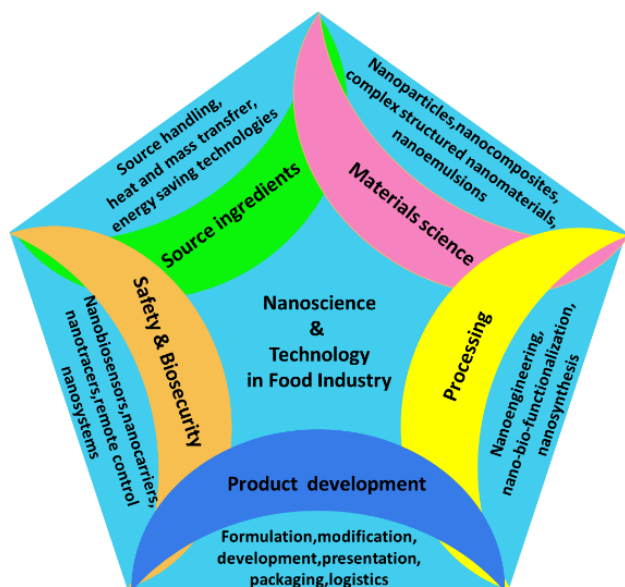 Source handling,
heat and mass transfrer,
energy saving technologies
Source ingredients
Nanoparticles,nanocomposites,
complex structured nanomaterials,
nanoemulsions
Materials science
Nanoscience
&
Technology
in Food Industry
Safety & Biosecurity
Nanobiosensors,nanocarriers,
nanotracers,remote control
nanosystems
Processing
Nanoengineering,
nano-bio-functionalization,
nanosynthesis
Product development
Formulation,modification,
development,presentation,
packaging,logistics